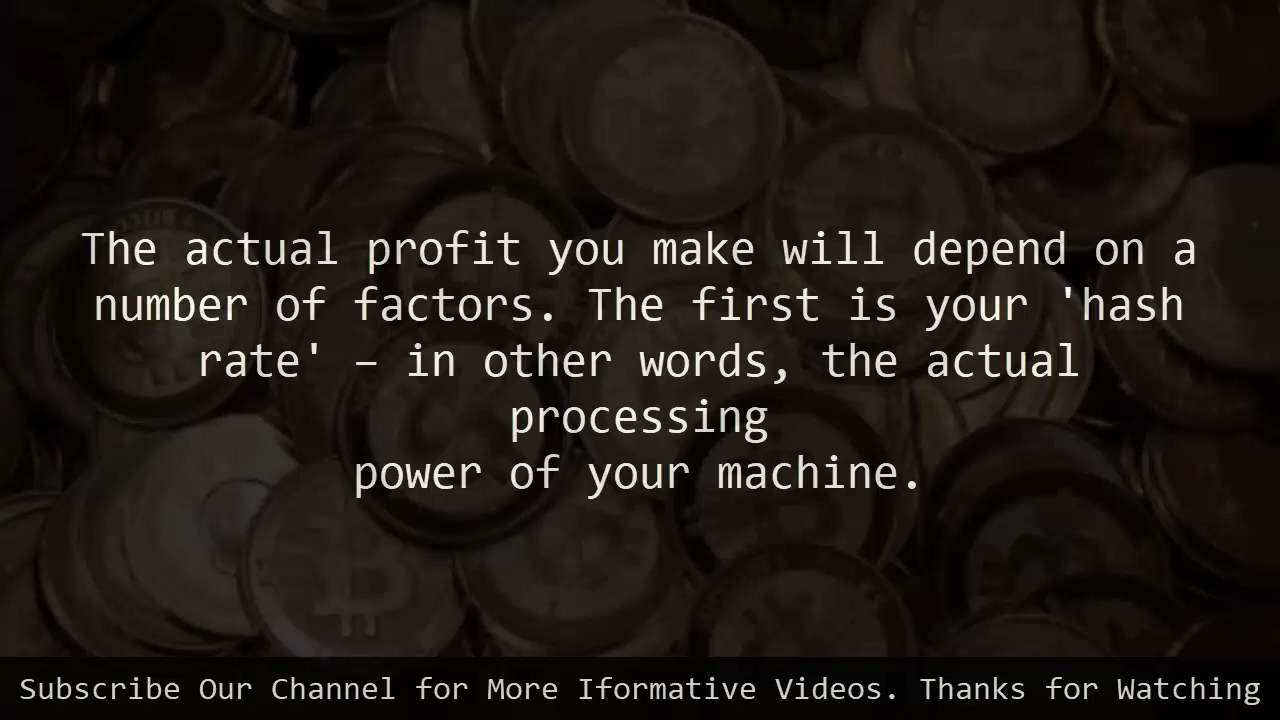 The actual profit you make will depend on a
number of factors. The first is your 'hash
rate' – in other words, the actual
processing
power of your machine.
Subscribe Our Channel for More Iformative Videos. Thanks for Watching